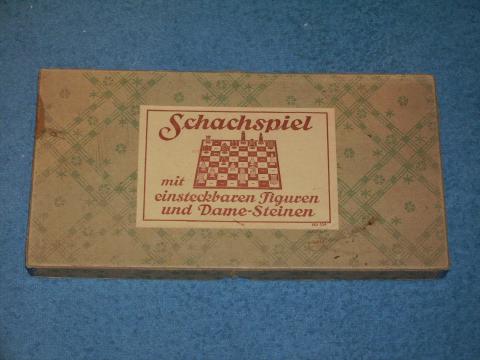 Schachspiel
mit
einsteckbaren Figuren
und Dame-Steinen